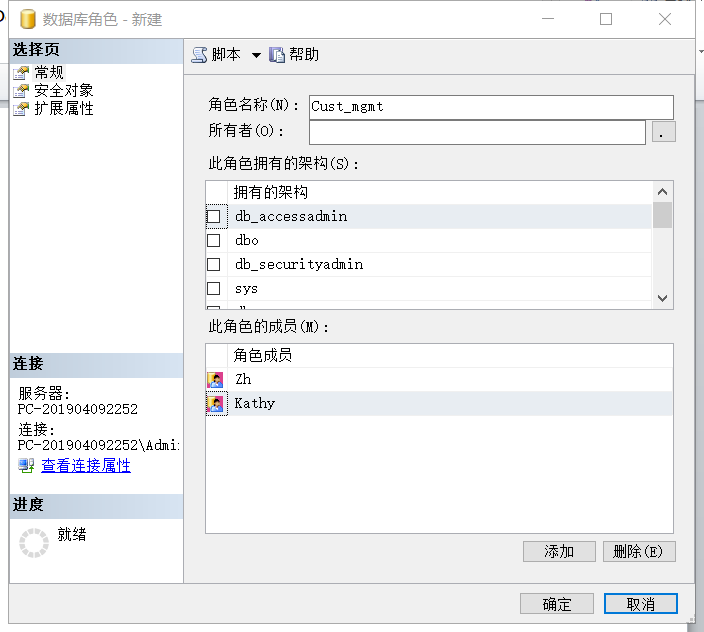 数据库角色 - 新建
选择页
常规
安全对象
扩展属性
脚本
帮助
角色名称(N):
Cust_mgmt
所有者(O):
.
此角色拥有的架构(S):
拥有的架构
db_accessadmin
dbo
db_securityadmin
sys
此角色的成员(M):
角色成员
Zh
Kathy
添加
删除(E)
连接
服务器:
PC-201904092252
连接:
PC-201904092252\Admi
查看连接属性
进度
就绪
确定
取消